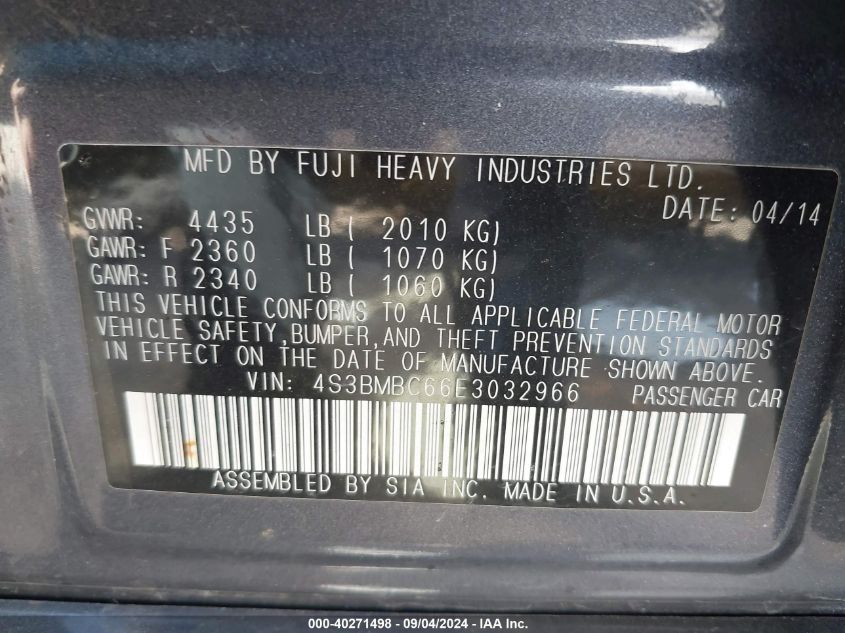 MFD BY FUJI HEAVY INDUSTRIES LTD.
DATE: 04/14
GVWR: 4435 LB ( 2010 KG)
GAWR: F 2360 LB ( 1070 KG)
GAWR: R 2340 LB ( 1060 KG)
THIS VEHICLE CONFORMS TO ALL APPLICABLE FEDERAL MOTOR
VEHICLE SAFETY,BUMPER,AND THEFT PREVENTION STANDARDS
IN EFFECT ON THE DATE OF MANUFACTURE SHOWN ABOVE.
VIN: 4S3BMBC66E3032966 PASSENGER CAR
ASSEMBLED BY SIA INC. MADE IN U.S.A.
000-40271498 - 09/04/2024 - IAA Inc.